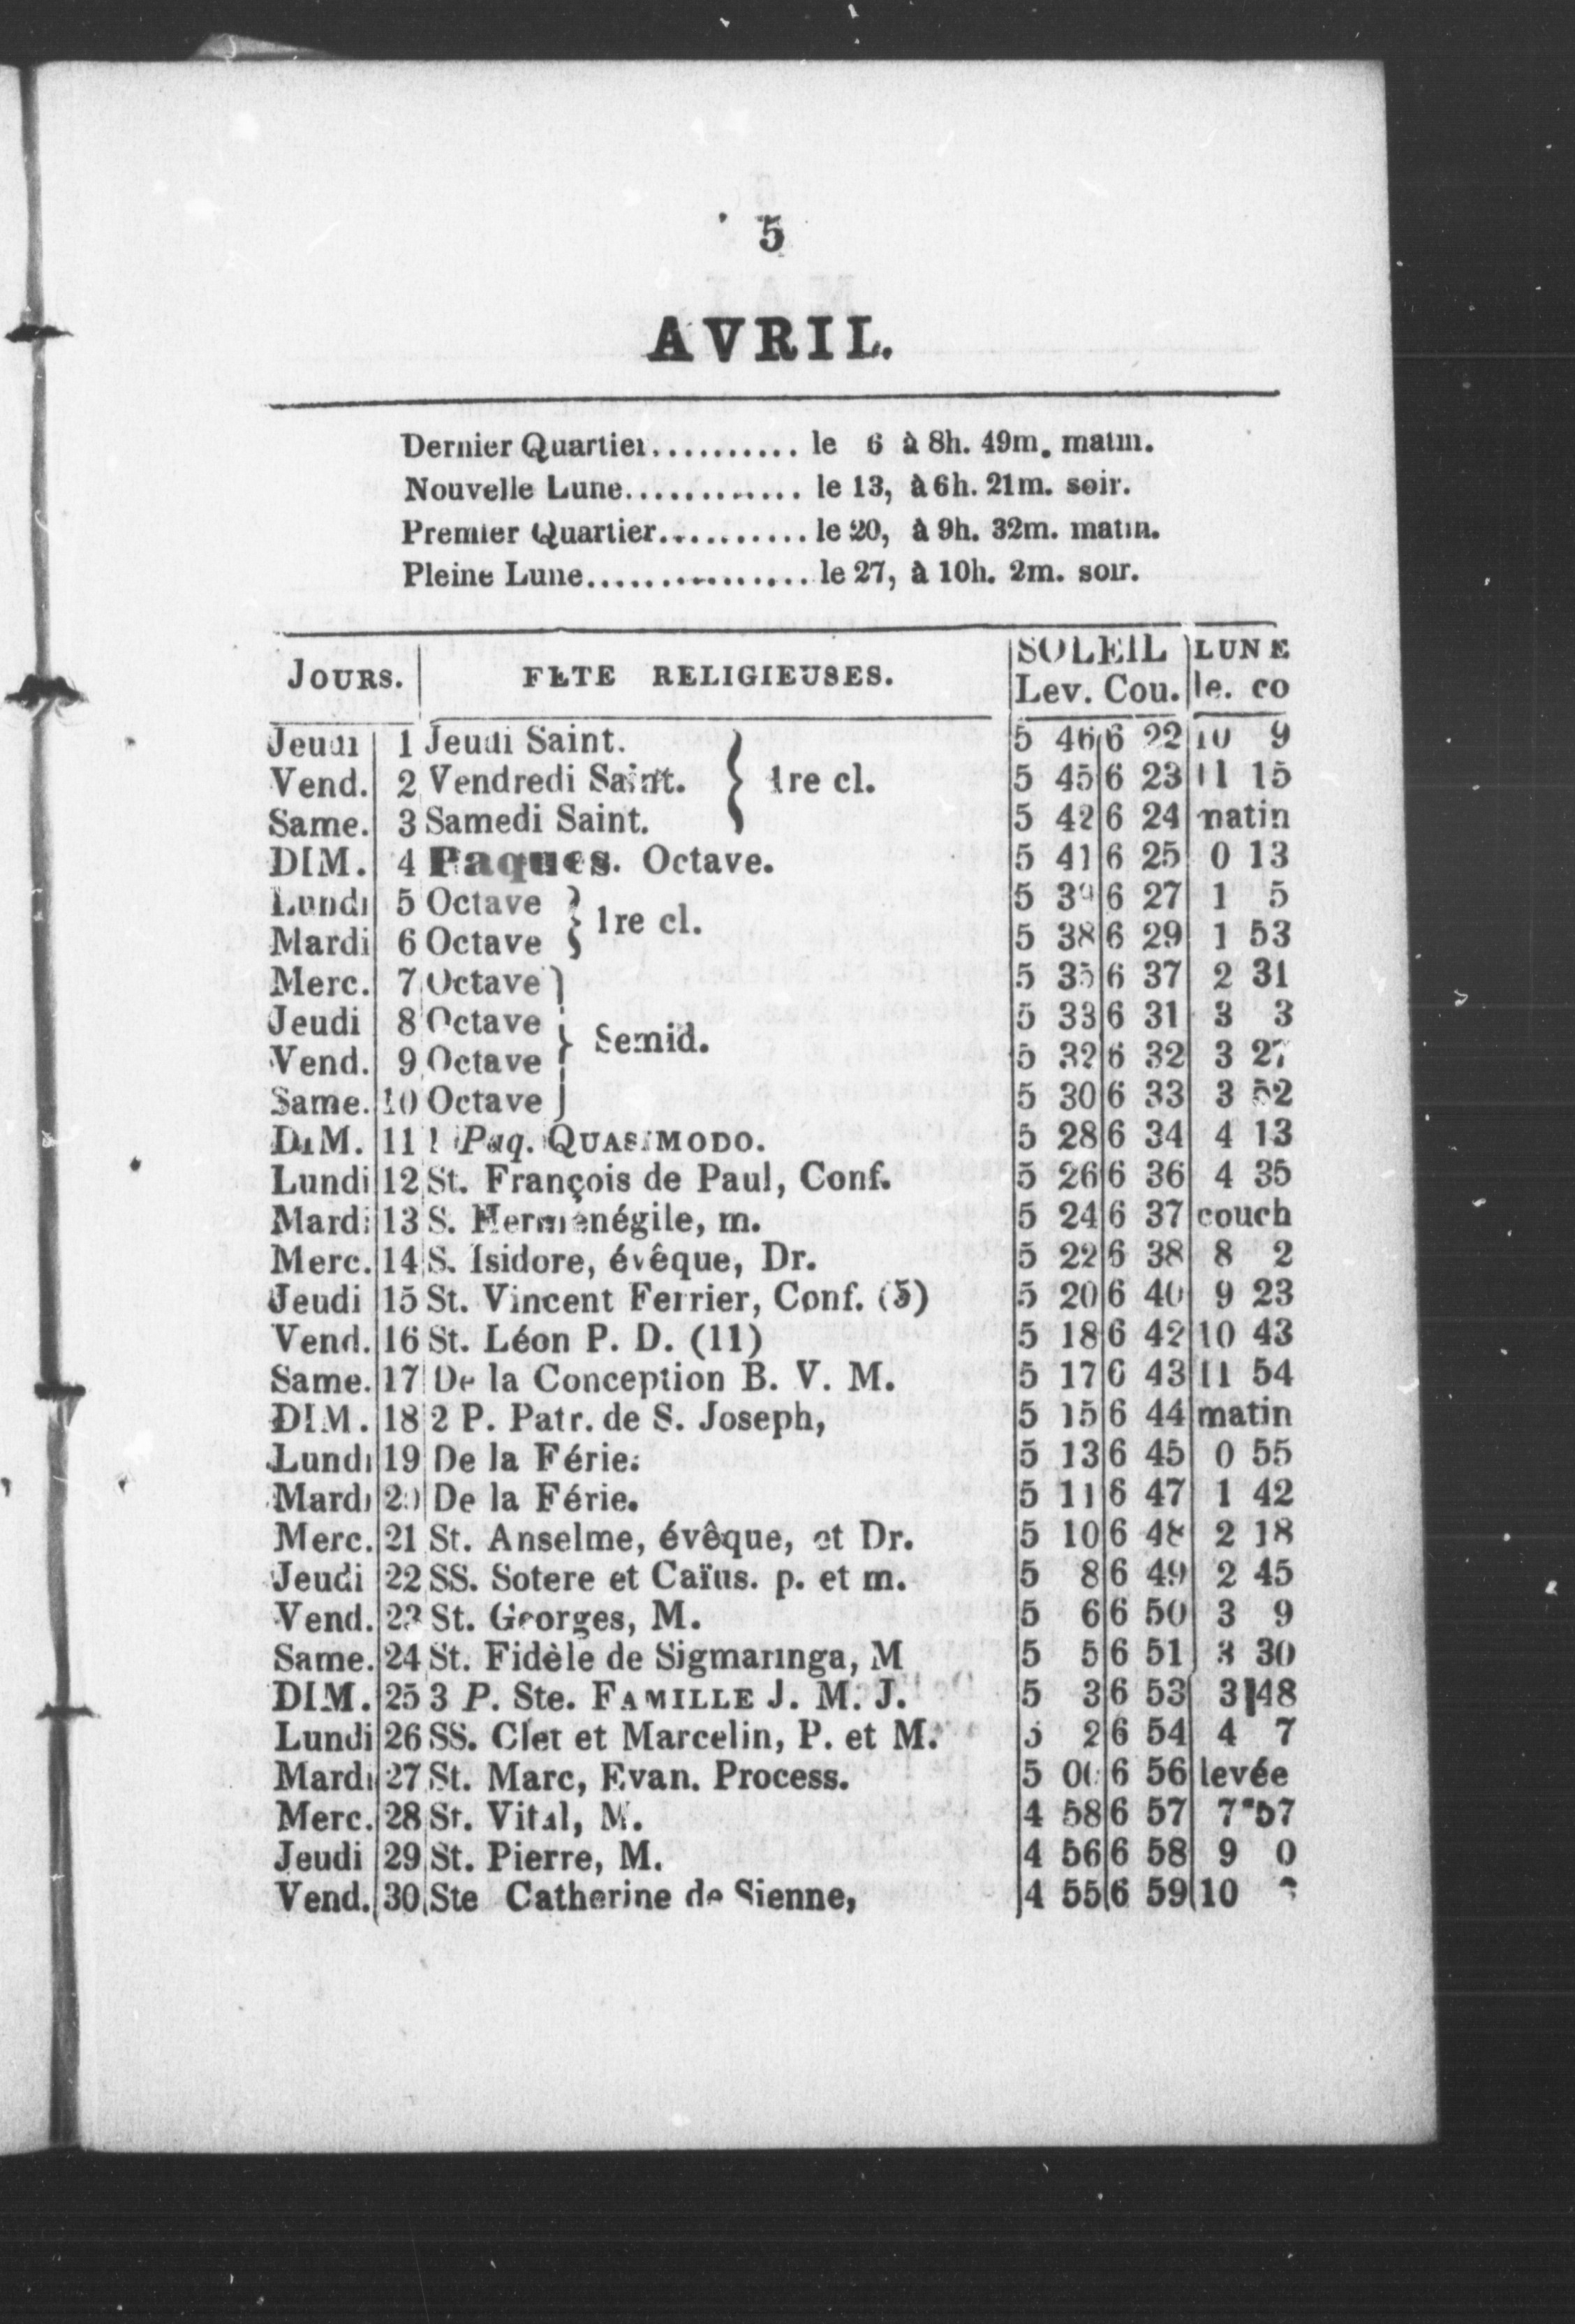 5
AVRIL.
Dernier Quartier........... le 6 à 8h. 49m. matin.
Nouvelle Lune............. le 13, à 6h. 21m. soir.
Premier Quartier........... le 20, à 9h. 32m. matin.
Pleine Lune................ le 27, à 10h. 2m. soir.
JOURS. FETE RELIGIEUSES. SOLEIL LUNE
Lev. Cou. le. co
Jeudi 1 Jeudi Saint. 5 46 6 22 10 9
Vend. 2 Vendredi Saint. } 1re cl. 5 45 6 23 11 15
Same. 3 Samedi Saint. 5 42 6 24 matin
DIM. 4 Paques. Octave. 5 41 6 25 0 13
Lundi 5 Octave } 1re cl. 5 39 6 27 1 5
Mardi 6 Octave 5 38 6 29 1 53
Merc. 7 Octave 5 35 6 37 2 31
Jeudi 8 Octave } Semid. 5 33 6 31 3 3
Vend. 9 Octave 5 32 6 32 3 27
Same. 10 Octave 5 30 6 33 3 52
DIM. 11 1 Paq. QUASIMODO. 5 28 6 34 4 13
Lundi 12 St. François de Paul, Conf. 5 26 6 36 4 35
Mardi 13 S. Hermenégile, m. 5 24 6 37 couch
Merc. 14 S. Isidore, évêque, Dr. 5 22 6 38 8 2
Jeudi 15 St. Vincent Ferrier, Conf. (5) 5 20 6 40 9 23
Vend. 16 St. Léon P. D. (11) 5 18 6 42 10 43
Same. 17 De la Conception B. V. M. 5 17 6 43 11 54
DIM. 18 2 P. Patr. de S. Joseph, 5 15 6 44 matin
Lundi 19 De la Férie. 5 13 6 45 0 55
Mardi 20 De la Férie. 5 11 6 47 1 42
Merc. 21 St. Anselme, évêque, et Dr. 5 10 6 48 2 18
Jeudi 22 SS. Sotere et Caïus. p. et m. 5 8 6 49 2 45
Vend. 23 St. Georges, M. 5 6 6 50 3 9
Same. 24 St. Fidèle de Sigmaringa, M 5 5 6 51 3 30
DIM. 25 3 P. Ste. FAMILLE J. M. J. 5 3 6 53 3 48
Lundi 26 SS. Clet et Marcelin, P. et M. 5 2 6 54 4 7
Mardi 27 St. Marc, Evan. Process. 5 00 6 56 levée
Merc. 28 St. Vital, M. 4 58 6 57 7 57
Jeudi 29 St. Pierre, M. 4 56 6 58 9 0
Vend. 30 Ste Catherine de Sienne, 4 55 6 59 10